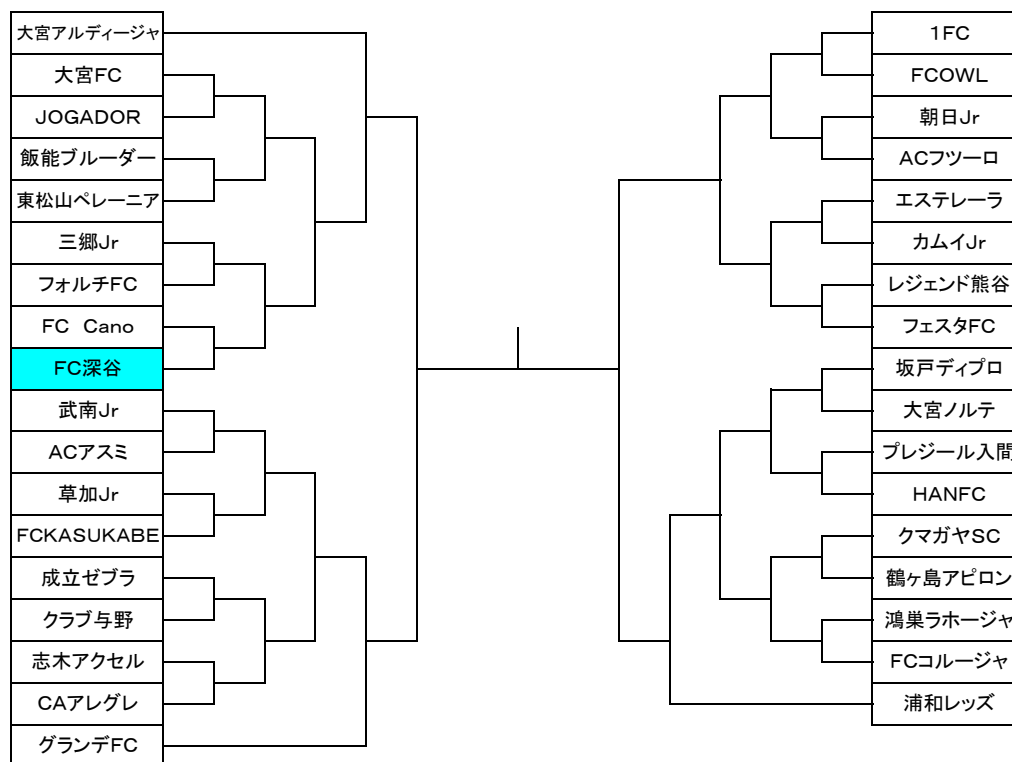 大宮アルディージャ
大宮FC
JOGADOR
飯能ブルーダー
東松山ペレーニア
三郷Jr
フォルチFC
FC　Cano
FC深谷
武南Jr
ACアスミ
草加Jr
FCKASUKABE
成立ゼブラ
クラブ与野
志木アクセル
CAアレグレ
グランデFC
1FC
FCOWL
朝日Jr
ACフツーロ
エステレーラ
カムイJr
レジェンド熊谷
フェスタFC
坂戸ディプロ
大宮ノルテ
プレジール入間
HANFC
クマガヤSC
鶴ヶ島アピロン
鴻巣ラホージャ
FCコルージャ
浦和レッズ